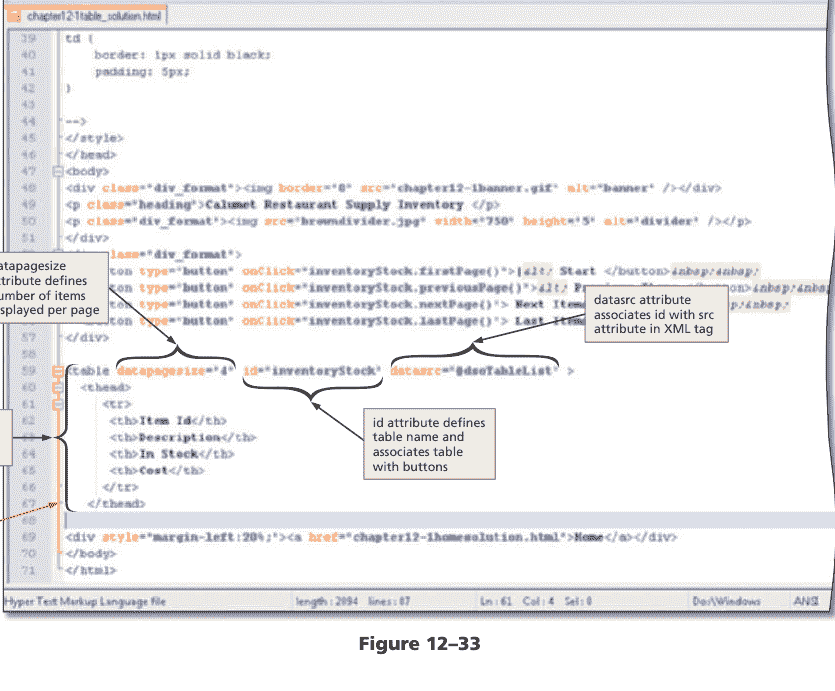 chapter12-1table_solution.html
39 td {
40 border: 1px solid black;
41 padding: 5px;
42 }
43
44 -->
45 </style>
46 </head>
47 <body>
48 <div class="div_format"><img border="0" src="chapter12-1banner.gif" alt="banner" /></div>
49 <p class="heading">Calumet Restaurant Supply Inventory </p>
50 <p class="div_format"><img src="browndivider.jpg" width="750" height="5" alt="divider" /></p>
51 </div>
lass="div_format">
ton type="button" onClick="inventoryStock.firstPage()">|&lt; Start </button>&nbsp;&nbsp;
ton type="button" onClick="inventoryStock.previousPage()">&lt;
ton type="button" onClick="inventoryStock.nextPage()"> Next &nbsp;
ton type="button" onClick="inventoryStock.lastPage()"> Last
tapagesize
tribute defines
umber of items
splayed per page
datasrc attribute
associates id with src
attribute in XML tag
57 </div>
58
59 <table datapagesize="4" id="inventoryStock" datasrc="#dsoTableList" >
60 <thead>
61 <tr>
62 <th>Item Id</th>
63 <th>Description</th>
64 <th>In Stock</th>
65 <th>Cost</th>
66 </tr>
67 </thead>
68
id attribute defines
table name and
associates table
with buttons
69 <div style="margin-left:20%;"><a href="chapter12-1homesolution.html">Home</a></div>
70 </body>
71 </html>
Hyper Text Markup Language file length : 2094 lines : 87 Ln : 61 Col : 4 Sel : 0 Dos\Windows ANSI
Figure 12–33